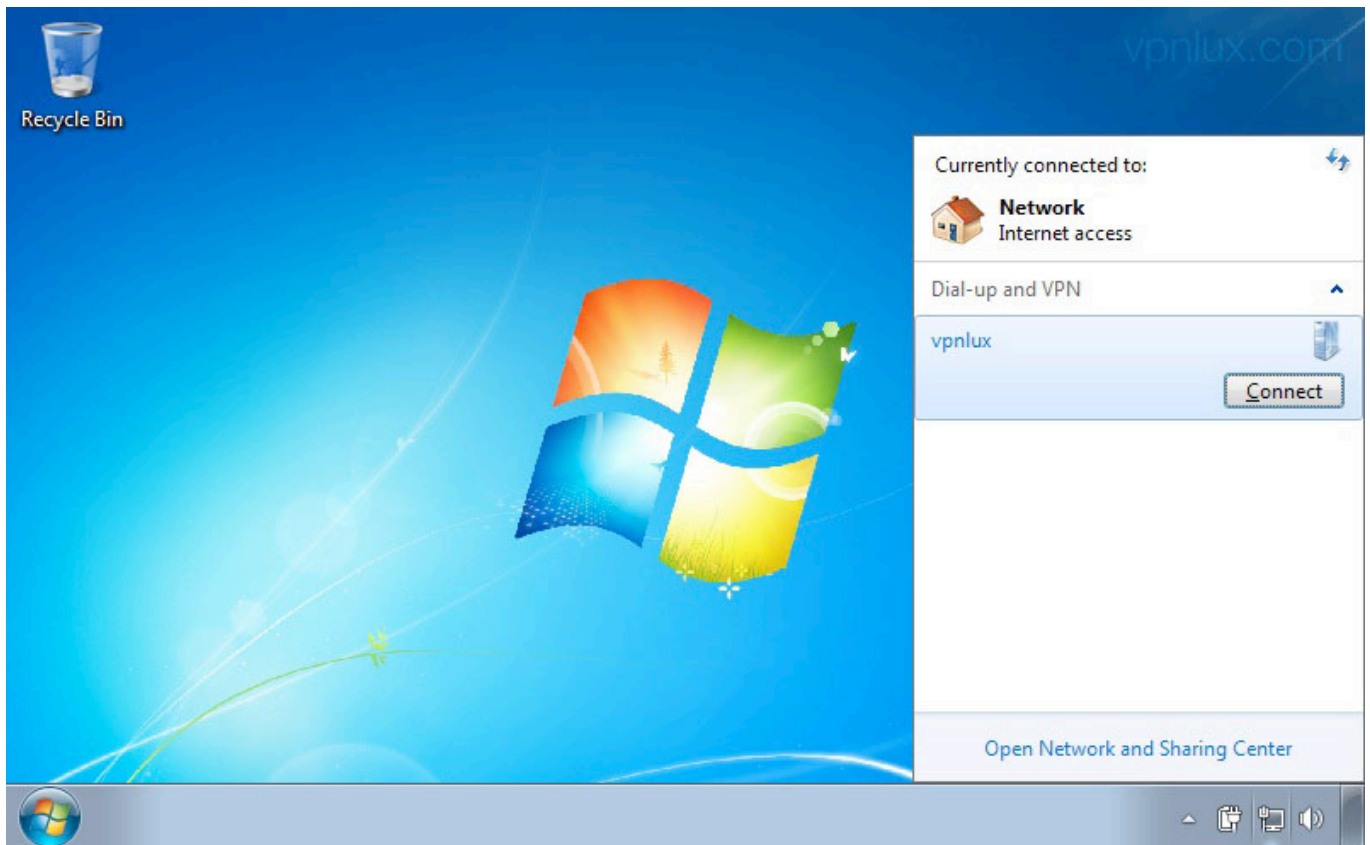 vpnlux.com
Recycle Bin
Currently connected to:
Network
Internet access
Dial-up and VPN
vpnlux
Connect
Open Network and Sharing Center